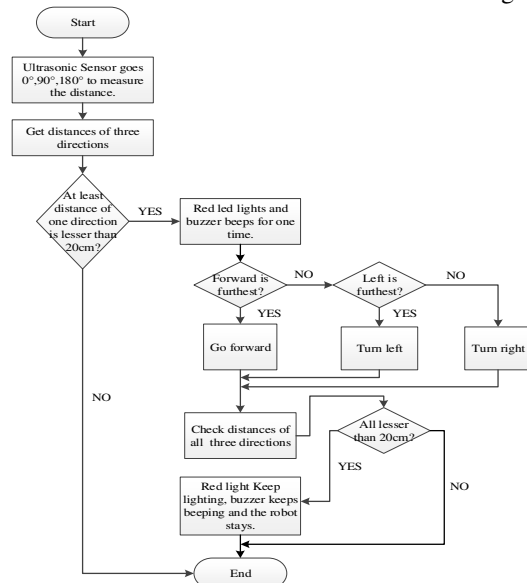 g
Start
Ultrasonic Sensor goes
0°,90°,180° to measure
the distance.
Get distances of three
directions
At least
distance of
one direction
is lesser than
20cm?
YES
Red led lights and
buzzer beeps for one
time.
Forward is
furthest?
NO
Left is
furthest?
NO
YES
YES
Go forward
Turn left
Turn right
NO
Check distances of
all three directions
All lesser
than 20cm?
YES
NO
Red light Keep
lighting, buzzer keeps
beeping and the robot
stays.
End